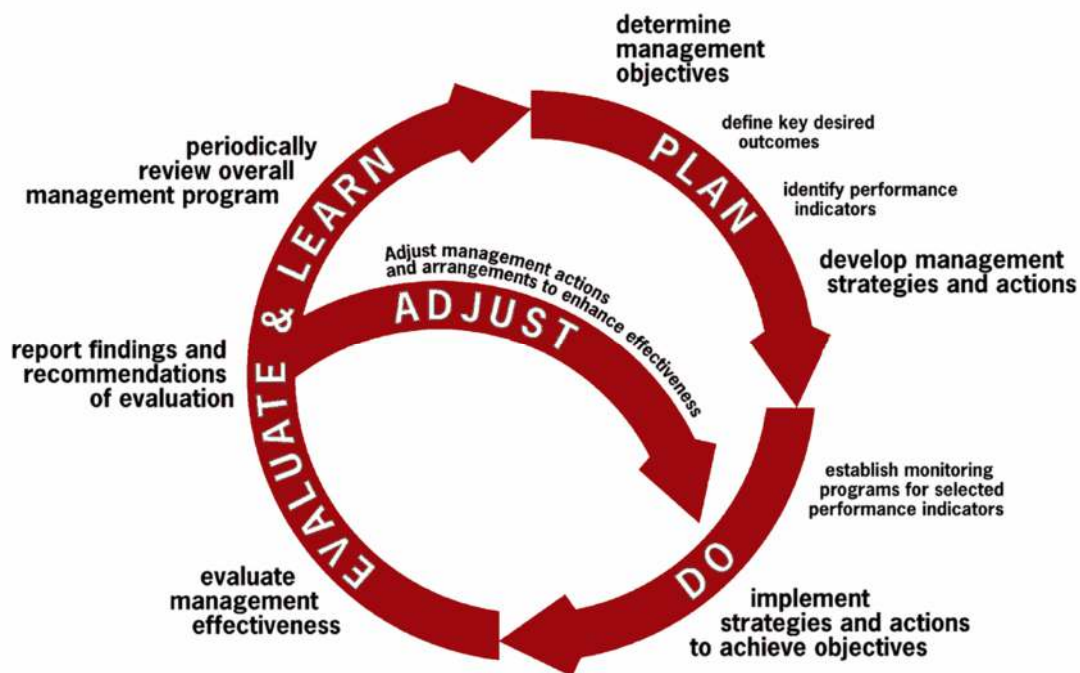 determine
management
objectives
define key desired
outcomes
identify performance
indicators
develop management
strategies and actions
PLAN
establish monitoring
programs for selected
performance indicators
DO
implement
strategies and actions
to achieve objectives
evaluate
management
effectiveness
report findings and
recommendations
of evaluation
periodically
review overall
management program
EVALUATE & LEARN
Adjust management actions
and arrangements to enhance effectiveness
ADJUST